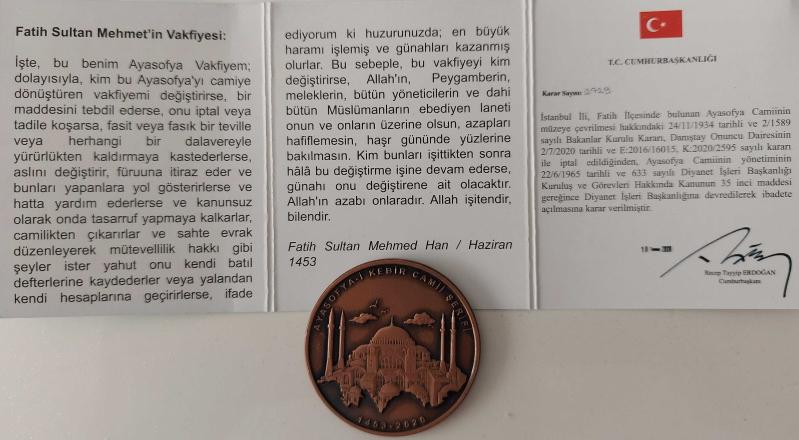 Fatih Sultan Mehmet'in Vakfiyesi:
İşte, bu benim Ayasofya Vakfiyem;
dolayısıyla, kim bu Ayasofya'yı camiye
dönüştüren vakfiyemi değiştirirse, bir
maddesini tebdil ederse, onu iptal veya
tadile koşarsa, fasit veya fasık bir teville
veya herhangi bir dalavereyle
yürürlükten kaldırmaya kastederlerse,
aslını değiştirir, füruuna itiraz eder ve
bunları yapanlara yol gösterirlerse ve
hatta yardım ederlerse ve kanunsuz
olarak onda tasarruf yapmaya kalkarlar,
camilikten çıkarırlar ve sahte evrak
düzenleyerek mütevellilik hakkı gibi
şeyler ister yahut onu kendi batıl
defterlerine kaydederler veya yalandan
kendi hesaplarına geçirirlerse, ifade
ediyorum ki huzurunuzda; en büyük
haramı işlemiş ve günahları kazanmış
olurlar. Bu sebeple, bu vakfiyeyi kim
değiştirirse, Allah'ın, Peygamberin,
meleklerin, bütün yöneticilerin ve dahi
bütün Müslümanların ebediyen laneti
onun ve onların üzerine olsun, azapları
hafiflemesin, haşr gününde yüzlerine
bakılmasın. Kim bunları işittikten sonra
hâlâ bu değiştirme işine devam ederse,
günahı onu değiştirene ait olacaktır.
Allah'ın azabı onlaradır. Allah işitendir,
bilendir.
Fatih Sultan Mehmed Han / Haziran
1453
T.C. CUMHURBAŞKANLIĞI
Karar Sayısı: 2729
İstanbul İli, Fatih İlçesinde bulunan Ayasofya Camiinin
müzeye çevrilmesi hakkındaki 24/11/1934 tarihli ve 2/1589
sayılı Bakanlar Kurulu Kararı, Danıştay Onuncu Dairesinin
2/7/2020 tarihli ve E:2016/16015, K:2020/2595 sayılı kararı
ile iptal edildiğinden, Ayasofya Camiinin yönetiminin
22/6/1965 tarihli ve 633 sayılı Diyanet İşleri Başkanlığı
Kuruluş ve Görevleri Hakkında Kanunun 35 inci maddesi
gereğince Diyanet İşleri Başkanlığına devredilerek ibadete
açılmasına karar verilmiştir.
Recep Tayyip ERDOĞAN
Cumhurbaşkanı
AYASOFYA-İ KEBİR CAMİİ ŞERİFİ
1453-2020